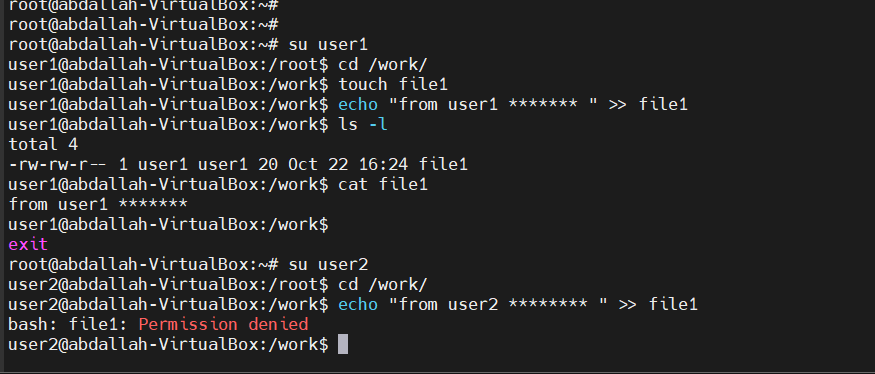 root@abdallah-VirtualBox:~#
root@abdallah-VirtualBox:~#
root@abdallah-VirtualBox:~# su user1
user1@abdallah-VirtualBox:/root$ cd /work/
user1@abdallah-VirtualBox:/work$ touch file1
user1@abdallah-VirtualBox:/work$ echo "from user1 ******* " >> file1
user1@abdallah-VirtualBox:/work$ ls -l
total 4
-rw-rw-r-- 1 user1 user1 20 Oct 22 16:24 file1
user1@abdallah-VirtualBox:/work$ cat file1
from user1 *******
user1@abdallah-VirtualBox:/work$
exit
root@abdallah-VirtualBox:~# su user2
user2@abdallah-VirtualBox:/root$ cd /work/
user2@abdallah-VirtualBox:/work$ echo "from user2 ******** " >> file1
bash: file1: Permission denied
user2@abdallah-VirtualBox:/work$